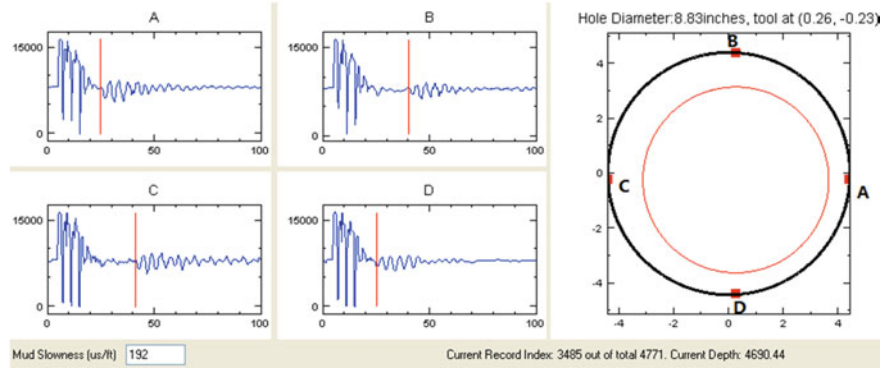 A
B
Hole Diameter:8.83inches, tool at (0.26, -0.23)
15000
0
0
50
100
15000
0
0
50
100
C
D
15000
0
0
50
100
15000
0
0
50
100
B
4
2
0
-2
-4
C
A
D
-4
-2
0
2
4
Mud Slowness (us/ft) 192
Current Record Index: 3485 out of total 4771. Current Depth: 4690.44